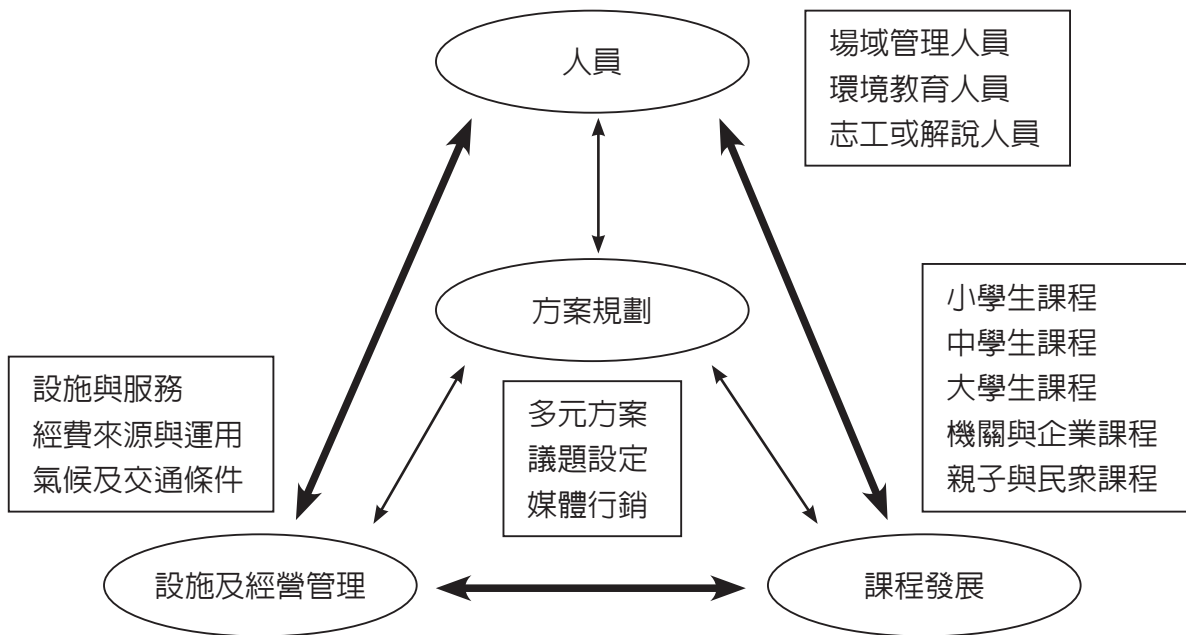 人員
場域管理人員
環境教育人員
志工或解說人員
方案規劃
小學生課程
中學生課程
大學生課程
機關與企業課程
親子與民眾課程
設施與服務
經費來源與運用
氣候及交通條件
多元方案
議題設定
媒體行銷
設施及經營管理
課程發展